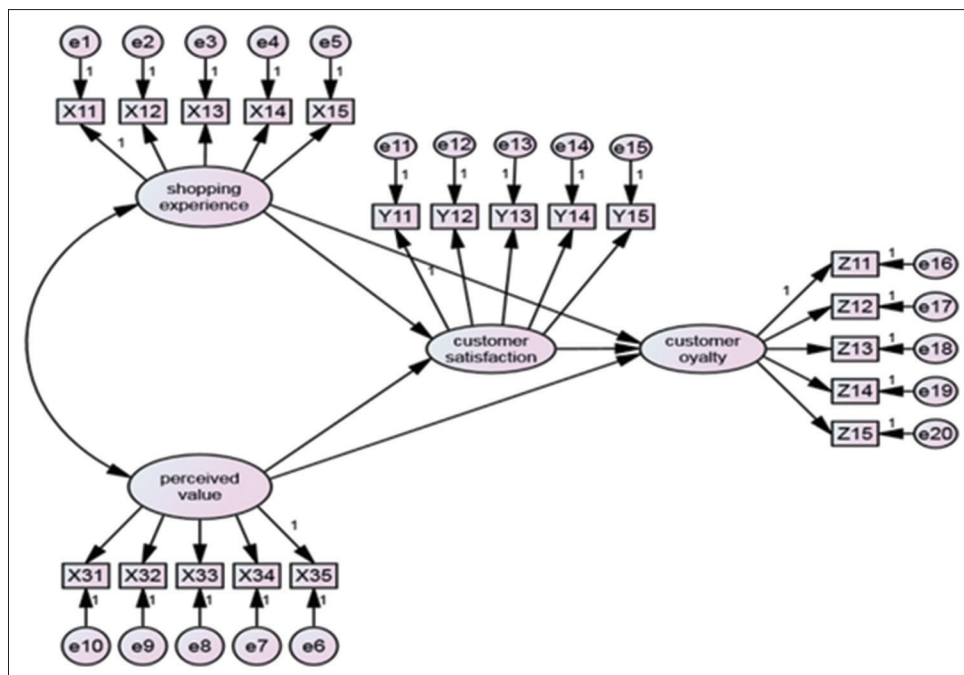 e1 e2 e3 e4 e5
1 1 1 1 1
X11 X12 X13 X14 X15
1
shopping
experience
e11 e12 e13 e14 e15
1 1 1 1 1
Y11 Y12 Y13 Y14 Y15
1
customer
satisfaction
customer
oyalty
1
Z11 1 e16
Z12 1 e17
Z13 1 e18
Z14 1 e19
Z15 1 e20
perceived
value
1
X31 X32 X33 X34 X35
1 1 1 1 1
e10 e9 e8 e7 e6